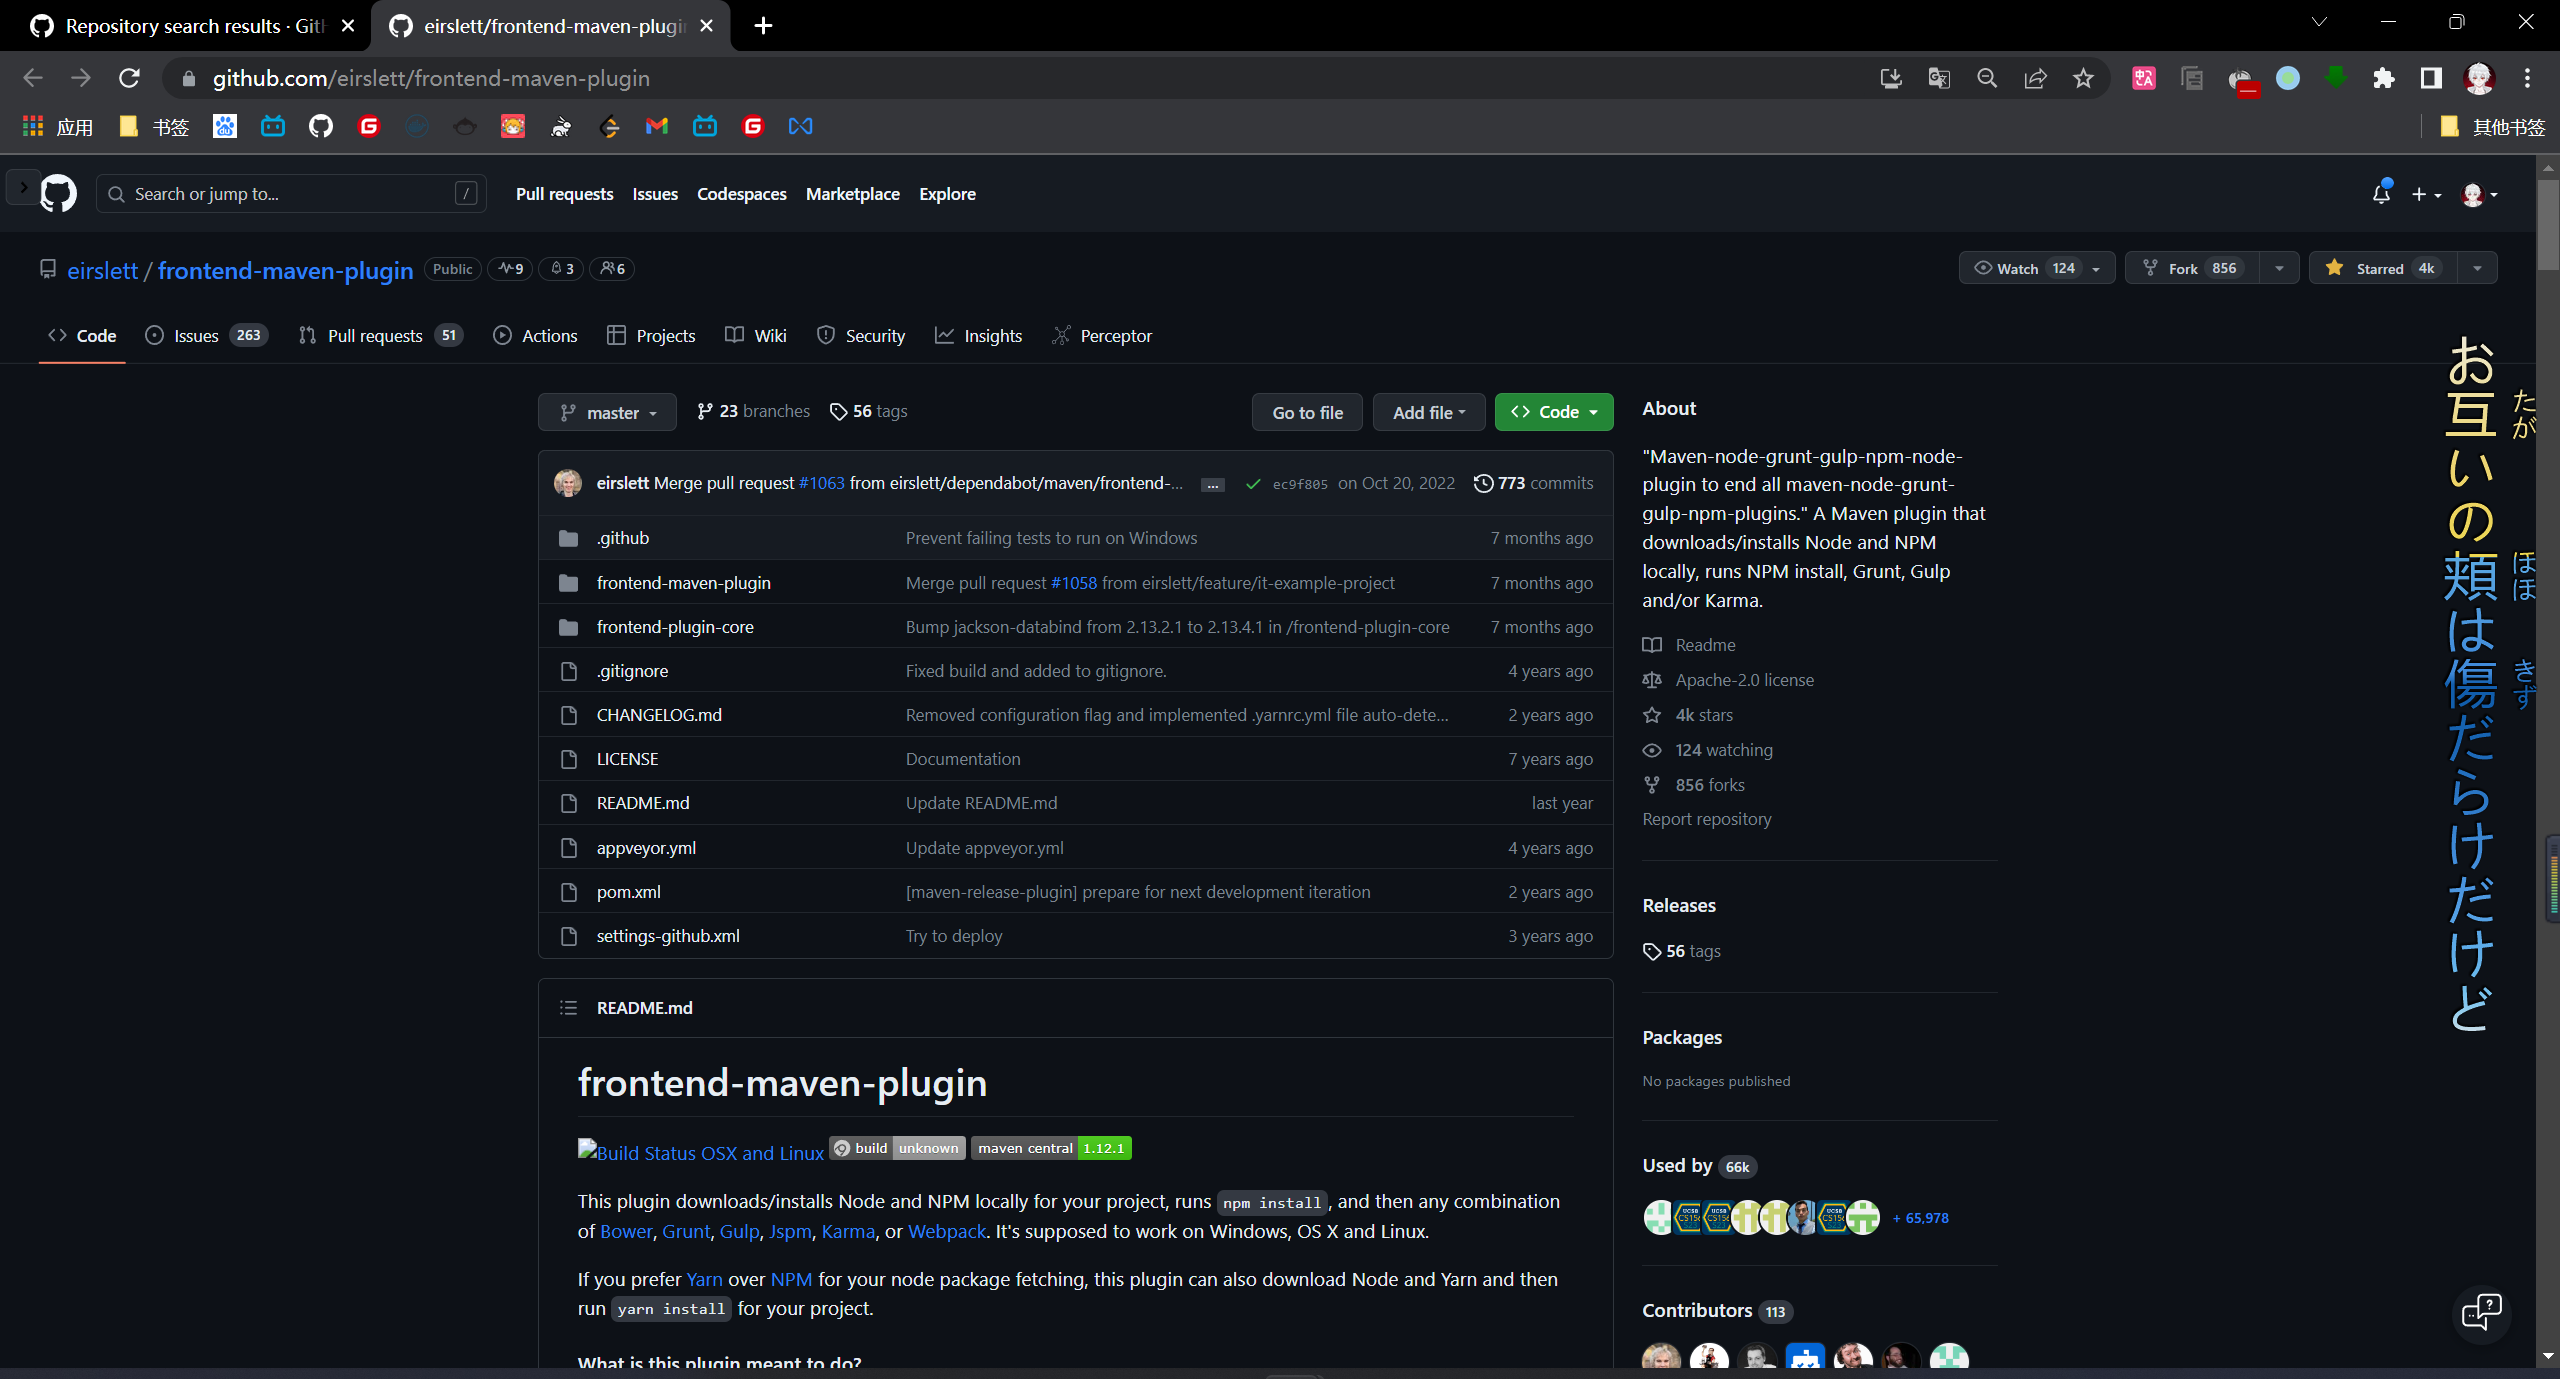 Repository search results · Git
eirslett/frontend-maven-plugi
github.com/eirslett/frontend-maven-plugin
应用
书签
其他书签
Search or jump to...
/
Pull requests
Issues
Codespaces
Marketplace
Explore
eirslett / frontend-maven-plugin
Public
9
3
6
Watch 124
Fork 856
Starred 4k
Code
Issues 263
Pull requests 51
Actions
Projects
Wiki
Security
Insights
Perceptor
master
23 branches
56 tags
Go to file
Add file
Code
eirslett Merge pull request #1063 from eirslett/dependabot/maven/frontend-... ... ec9f805 on Oct 20, 2022 773 commits
.github Prevent failing tests to run on Windows 7 months ago
frontend-maven-plugin Merge pull request #1058 from eirslett/feature/it-example-project 7 months ago
frontend-plugin-core Bump jackson-databind from 2.13.2.1 to 2.13.4.1 in /frontend-plugin-core 7 months ago
.gitignore Fixed build and added to gitignore. 4 years ago
CHANGELOG.md Removed configuration flag and implemented .yarnrc.yml file auto-dete... 2 years ago
LICENSE Documentation 7 years ago
README.md Update README.md last year
appveyor.yml Update appveyor.yml 4 years ago
pom.xml [maven-release-plugin] prepare for next development iteration 2 years ago
settings-github.xml Try to deploy 3 years ago
README.md
frontend-maven-plugin
Build Status OSX and Linux build unknown maven central 1.12.1
This plugin downloads/installs Node and NPM locally for your project, runs npm install, and then any combination
of Bower, Grunt, Gulp, Jspm, Karma, or Webpack. It's supposed to work on Windows, OS X and Linux.
If you prefer Yarn over NPM for your node package fetching, this plugin can also download Node and Yarn and then
run yarn install for your project.
What is this plugin meant to do?
About
"Maven-node-grunt-gulp-npm-node-
plugin to end all maven-node-grunt-
gulp-npm-plugins." A Maven plugin that
downloads/installs Node and NPM
locally, runs NPM install, Grunt, Gulp
and/or Karma.
Readme
Apache-2.0 license
4k stars
124 watching
856 forks
Report repository
Releases
56 tags
Packages
No packages published
Used by 66k
+ 65,978
Contributors 113
お互いの頬は傷だらけだけど
たが
ほほ
きず